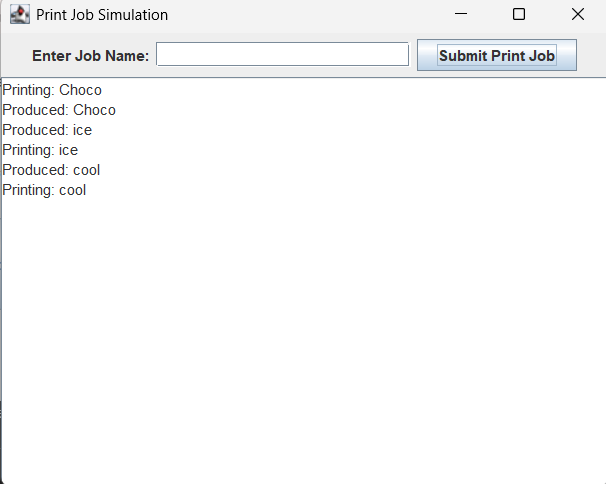 Print Job Simulation
Enter Job Name: Submit Print Job
Printing: Choco
Produced: Choco
Produced: ice
Printing: ice
Produced: cool
Printing: cool